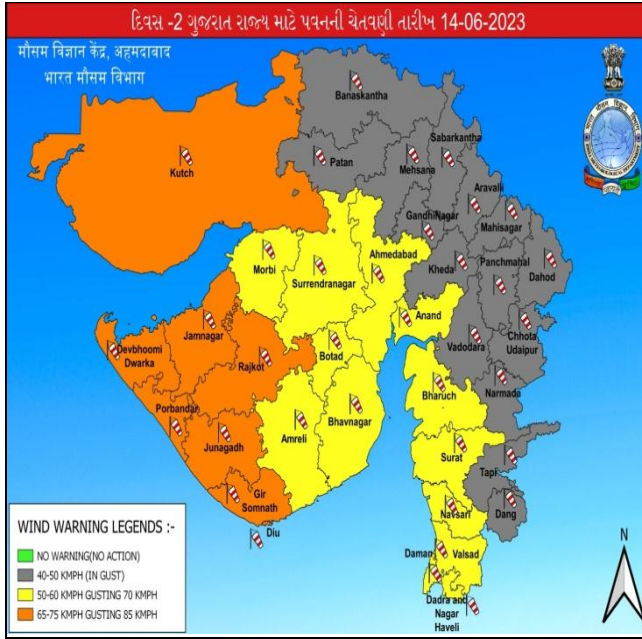 દિવસ -2 ગુજરાત રાજ્ય માટે પવનની ચેતવણી તારીખ 14-06-2023
मौसम विज्ञान केंद्र, अहमदाबाद
भारत मौसम विभाग
Banaskantha
Patan
Sabarkantha
Mehsana
Kutch
Aravalli
GandhiNagar
Mahisagar
Morbi
Ahmedabad
Kheda
Panchmahal
Dahod
Surrendranagar
Anand
Jamnagar
Devbhoomi
Dwarka
Rajkot
Botad
Vadodara
Chhota
Udaipur
Porbandar
Bharuch
Narmada
Junagadh
Amreli
Bhavnagar
Surat
Tapi
Gir
Somnath
Dang
Navsari
Diu
Daman
Valsad
Dadra and
Nagar
Haveli
WIND WARNING LEGENDS :-
NO WARNING(NO ACTION)
40-50 KMPH (IN GUST)
50-60 KMPH GUSTING 70 KMPH
65-75 KMPH GUSTING 85 KMPH
N